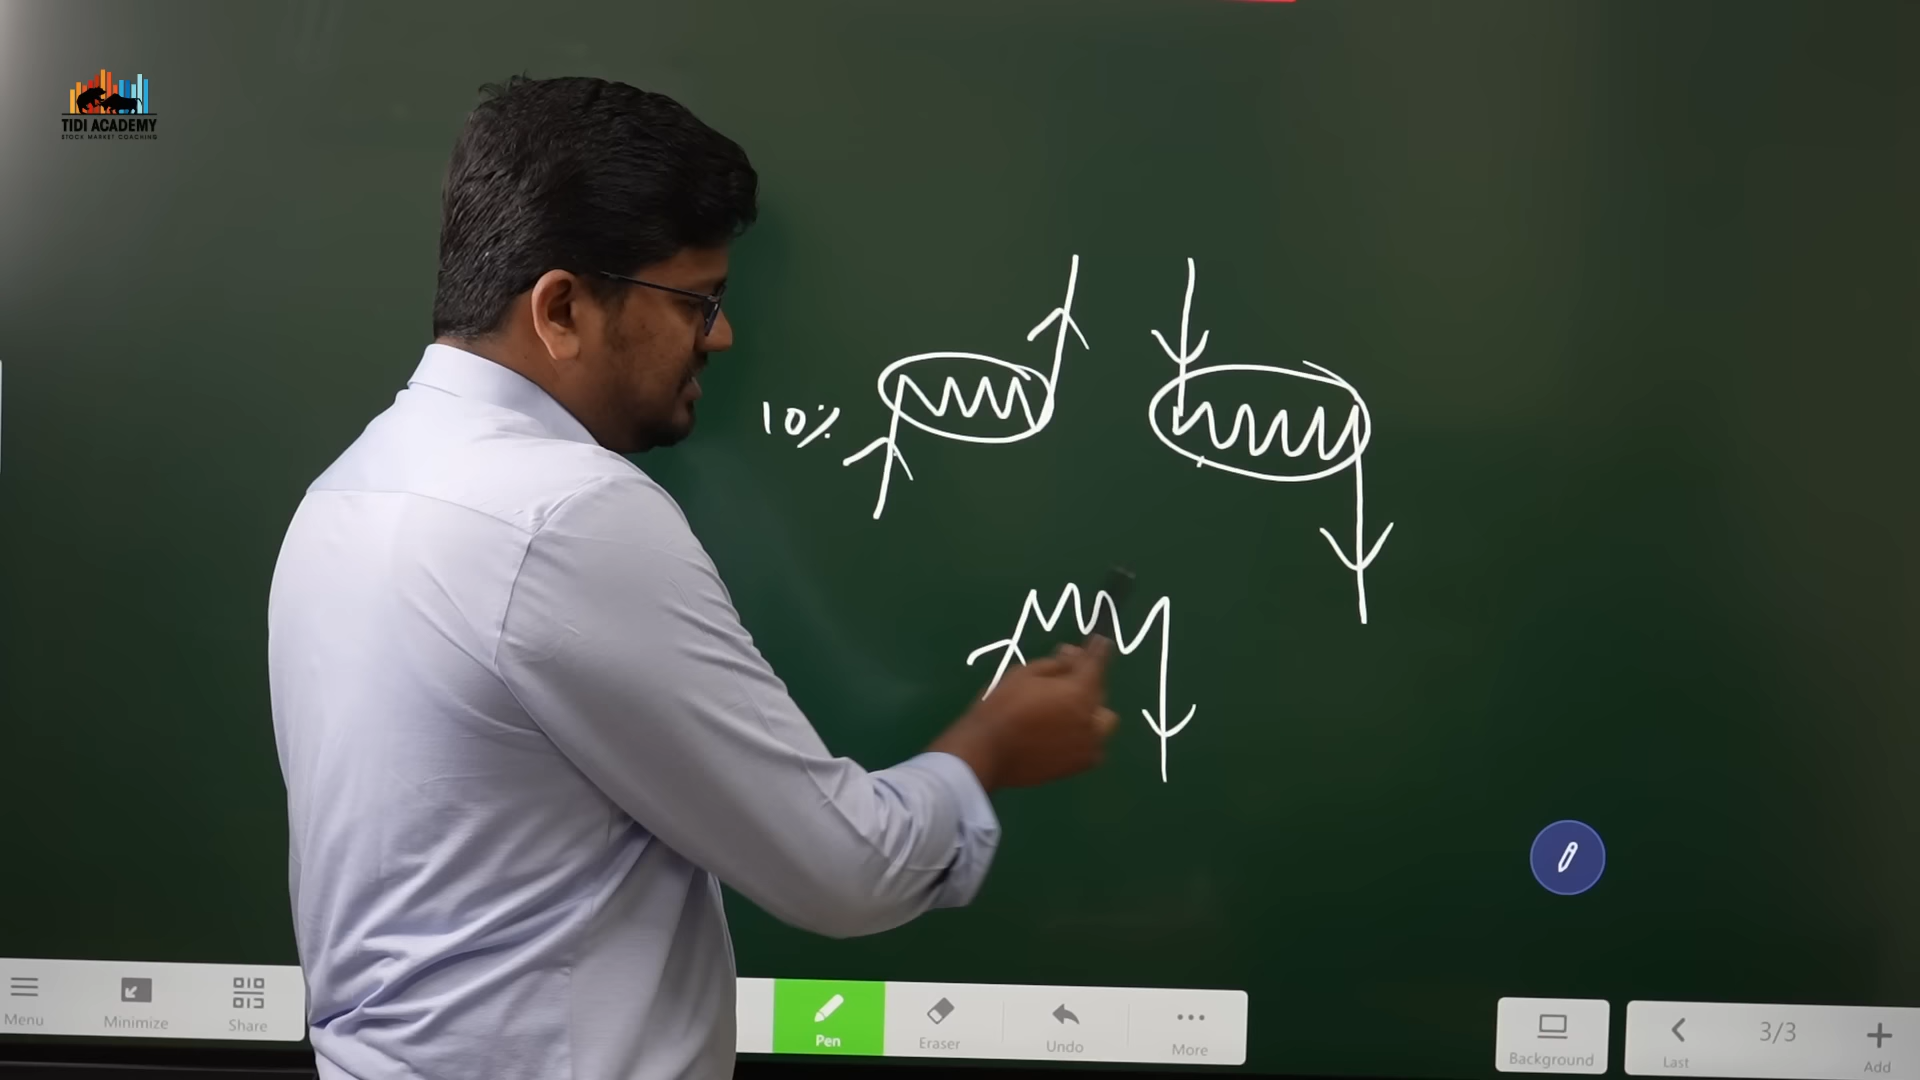 TIDI ACADEMY
STOCK MARKET COACHING
10%
Menu
Minimize
Share
Pen
Eraser
Undo
More
Background
Last
3/3
Add